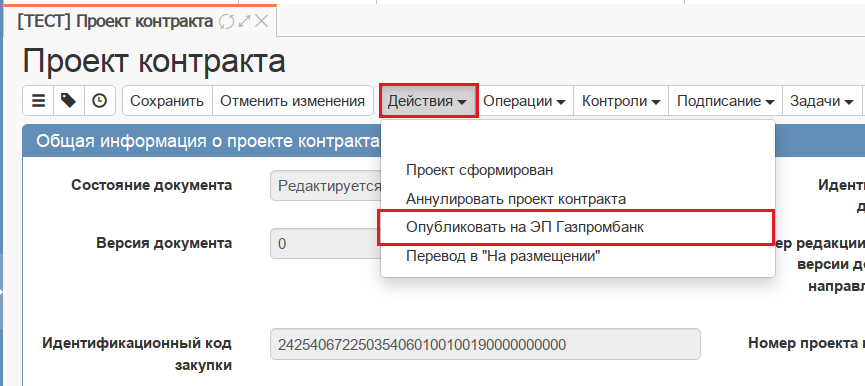 [ТЕСТ] Проект контракта
Проект контракта
Сохранить Отменить изменения Действия Операции Контроли Подписание Задачи
Общая информация о проекте контракта
Проект сформирован
Аннулировать проект контракта
Опубликовать на ЭП Газпромбанк
Перевод в "На размещении"
Состояние документа Редактируется Иденти
д
Версия документа 0 ер редакции
версии до
направл
Идентификационный код
закупки
242540672250354060100100190000000000 Номер проекта к